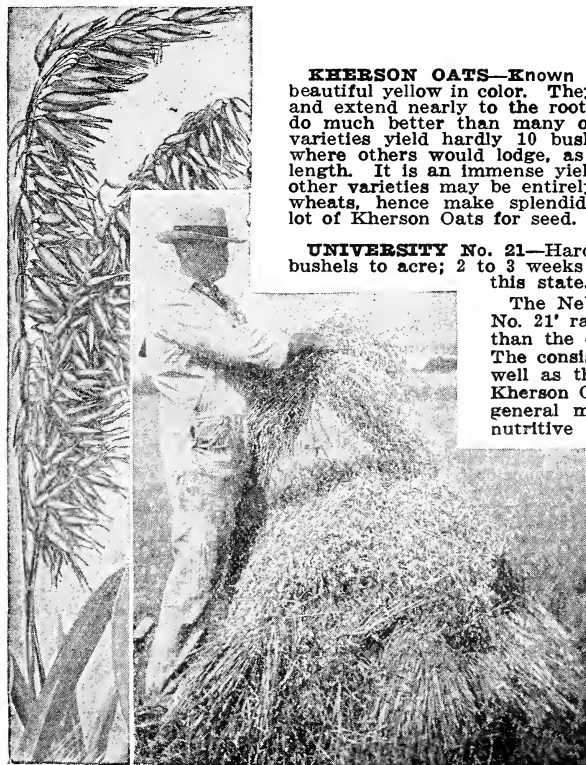 KHERSON OATS—Known
beautiful yellow in color. The
and extend nearly to the root
do much better than many
varieties yield hardly 10 bush
where others would lodge, as
length. It is an immense yiel
other varieties may be entirel
wheats, hence make splendid
lot of Kherson Oats for seed.
UNIVERSITY No. 21—Hard
bushels to acre; 2 to 3 weeks
this state.
The Ne
No. 21' ra
than the
The consi
well as th
Kherson O
general m
nutritive